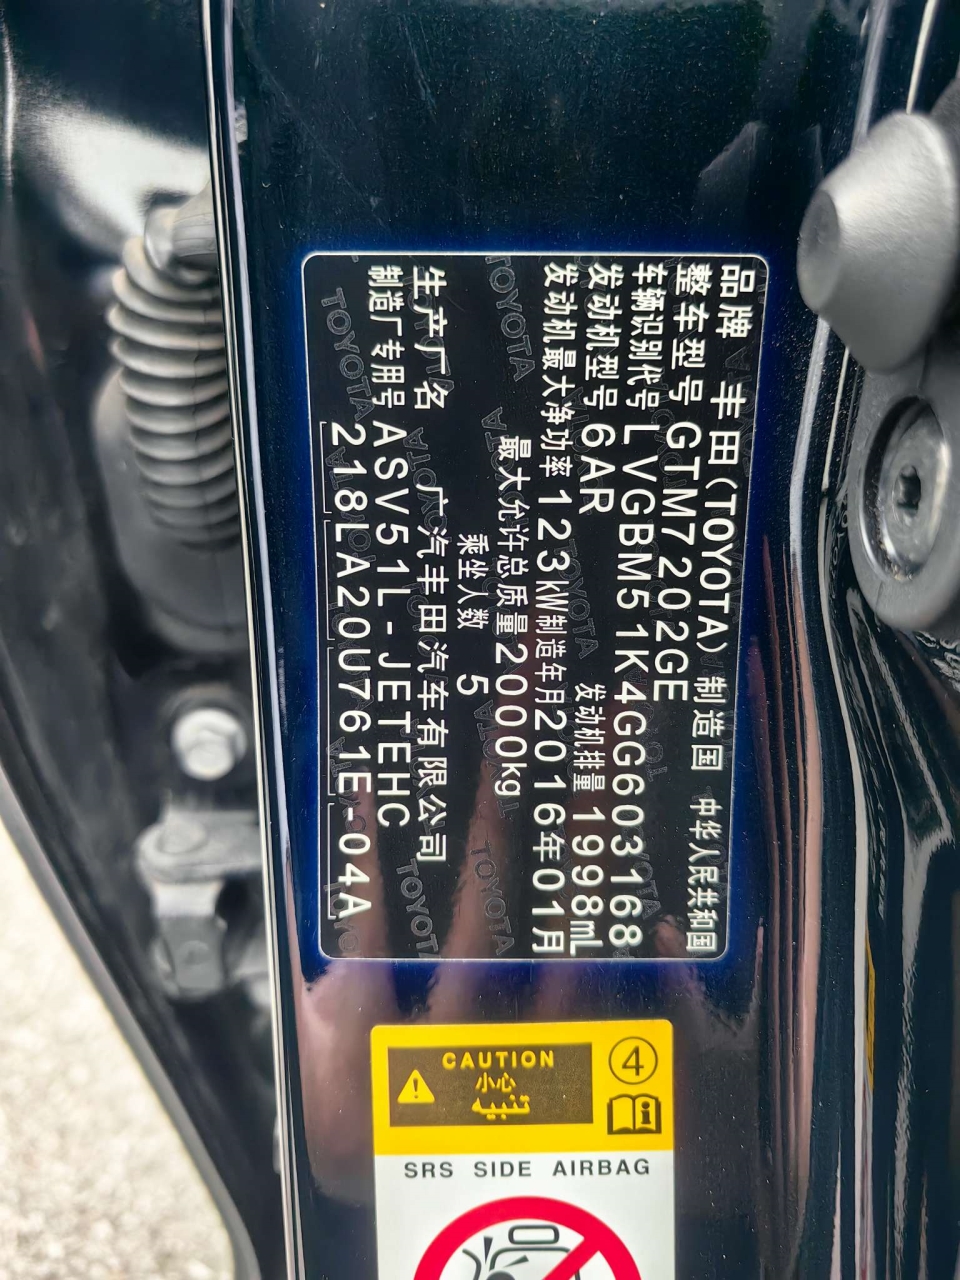 品牌 丰田(TOYOTA) 制造国 中华人民共和国
整车型号 GTM7202GE
车辆识别代号 LVGBM51K4GG603168
发动机型号 6AR 发动机排量 1998mL
发动机最大净功率 123kW 制造年月 2016年01月
最大允许总质量 2000kg
乘坐人数 5
生产厂名 广汽丰田汽车有限公司
制造厂专用号 ASV51L-JETEHC
218LA20U761E-04A
CAUTION
小心
تنبيه
4
i
SRS SIDE AIRBAG